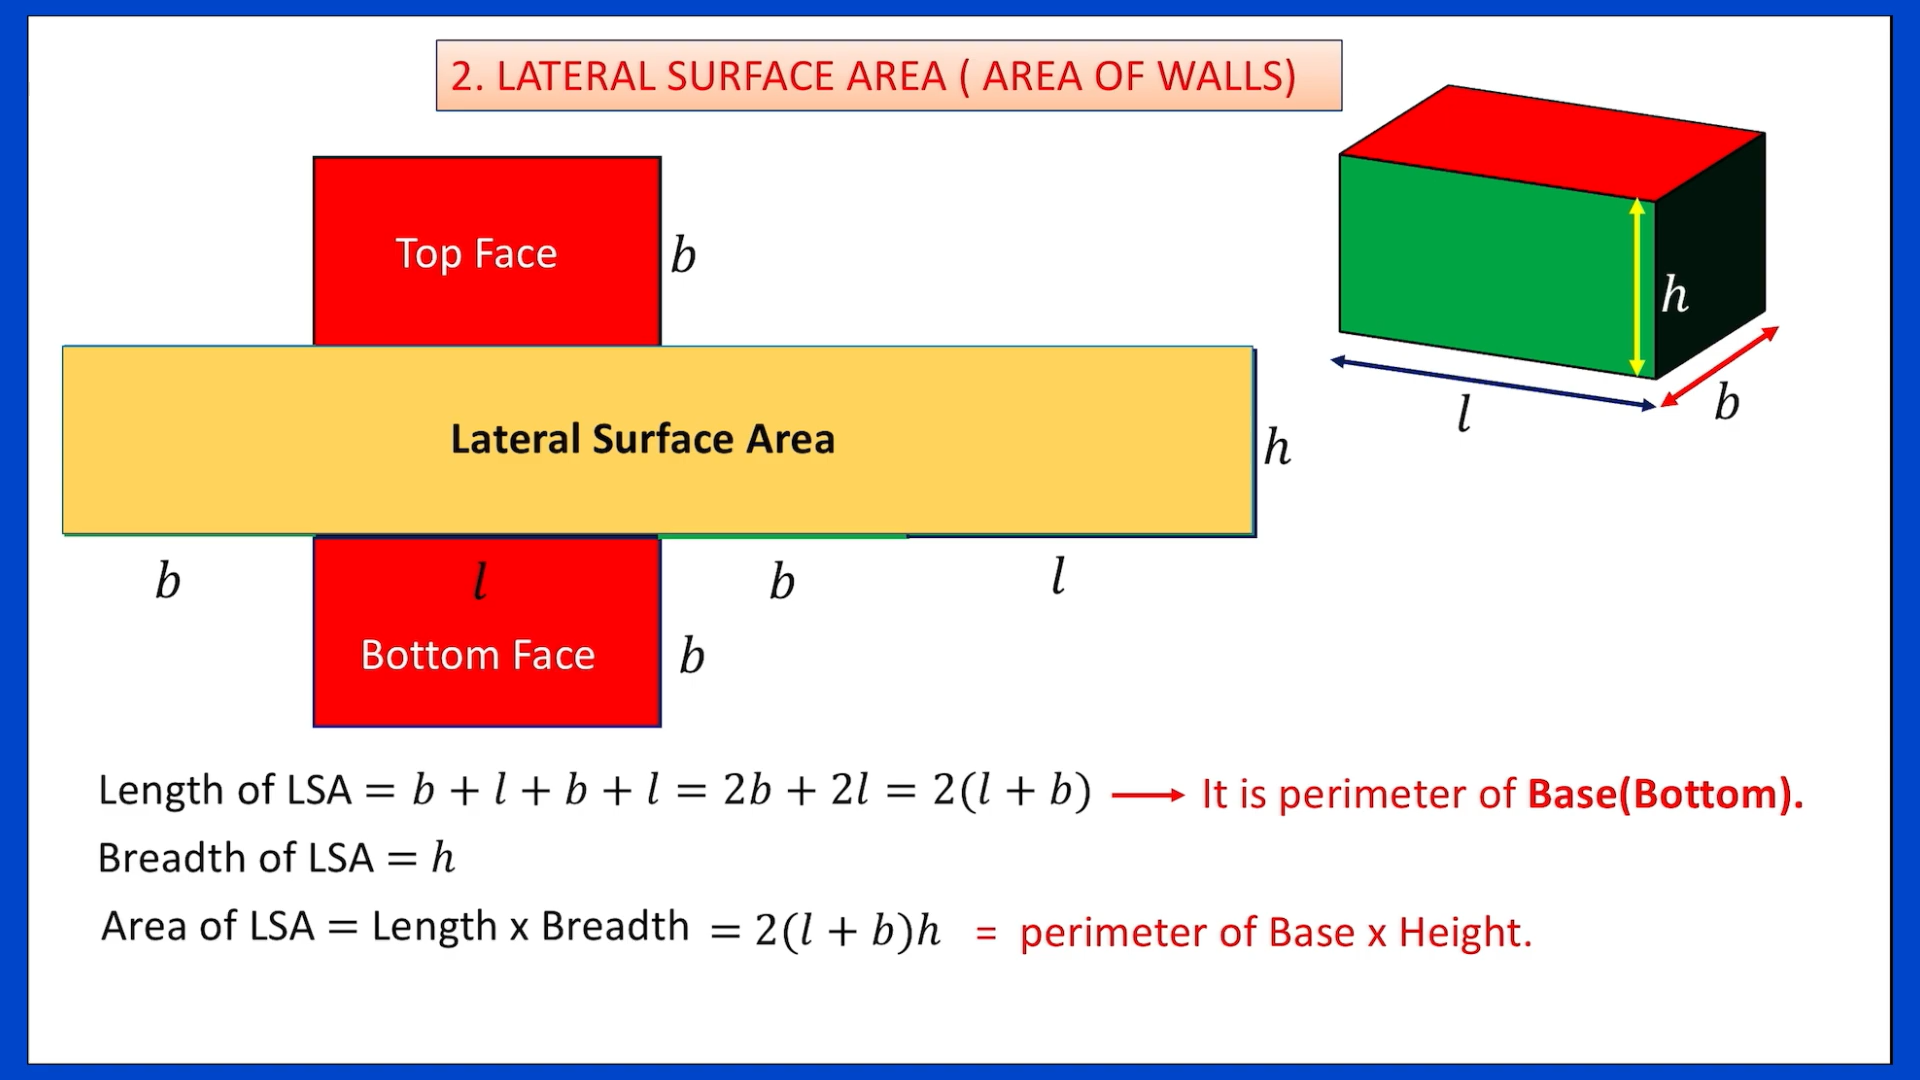 2. LATERAL SURFACE AREA ( AREA OF WALLS)
Top Face
b
h
l
b
Lateral Surface Area
h
b
l
b
l
Bottom Face
b
Length of LSA = b + l + b + l = 2b + 2l = 2(l + b) → It is perimeter of Base(Bottom).
Breadth of LSA = h
Area of LSA = Length x Breadth = 2(l + b)h = perimeter of Base x Height.